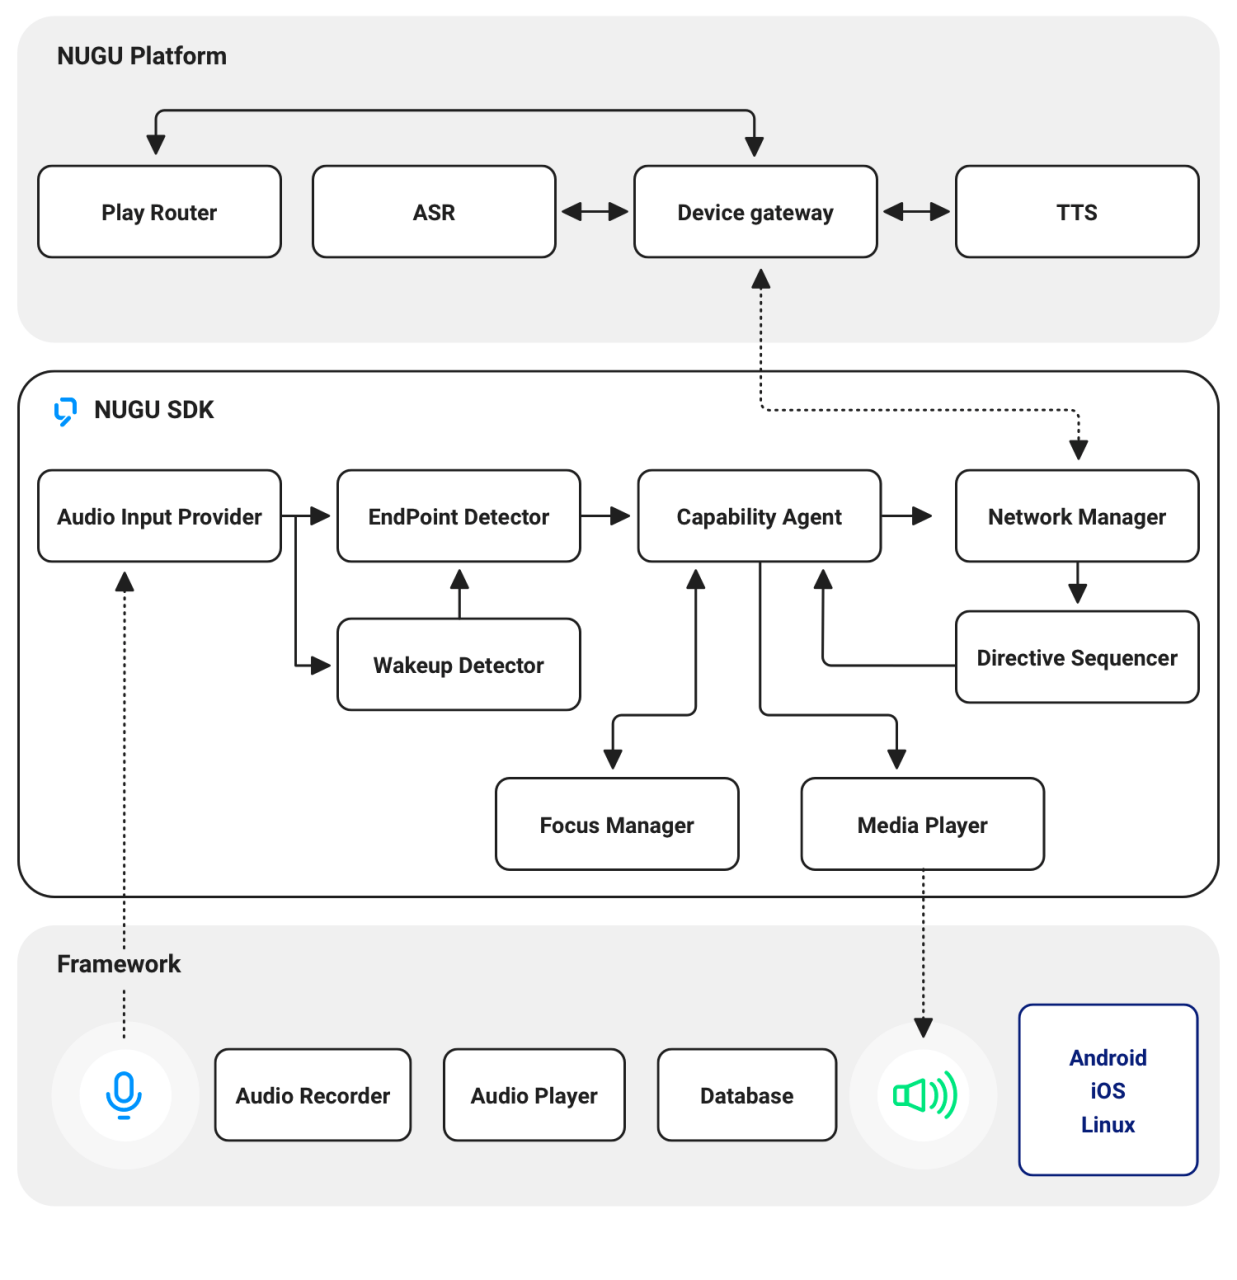 NUGU Platform
Play Router
ASR
Device gateway
TTS
NUGU SDK
Audio Input Provider
EndPoint Detector
Capability Agent
Network Manager
Wakeup Detector
Directive Sequencer
Focus Manager
Media Player
Framework
Audio Recorder
Audio Player
Database
Android
iOS
Linux